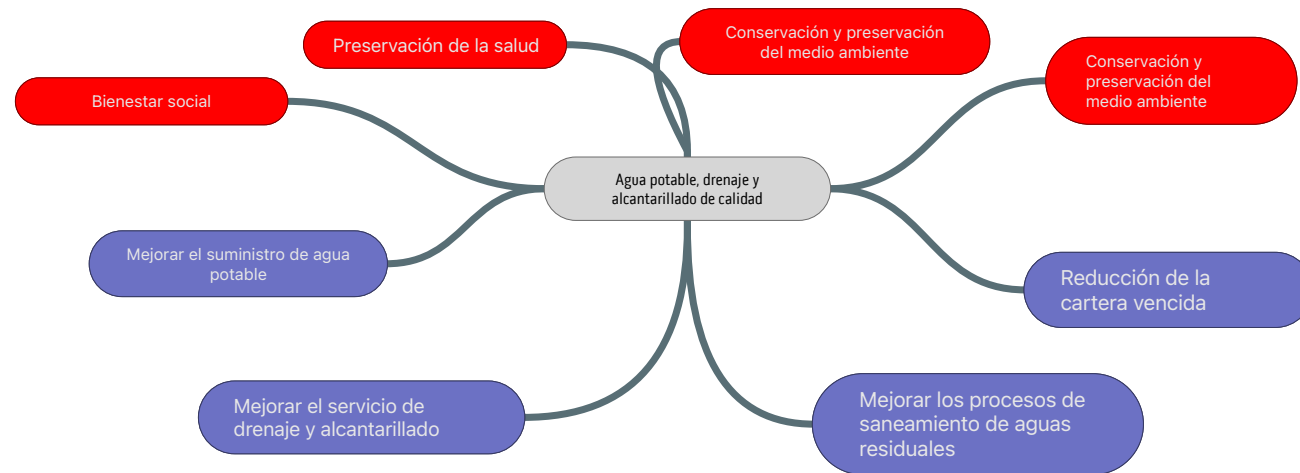 Preservación de la salud
Conservación y preservación
del medio ambiente
Conservación y
preservación del
medio ambiente
Bienestar social
Agua potable, drenaje y
alcantarillado de calidad
Mejorar el suministro de agua
potable
Reducción de la
cartera vencida
Mejorar el servicio de
drenaje y alcantarillado
Mejorar los procesos de
saneamiento de aguas
residuales